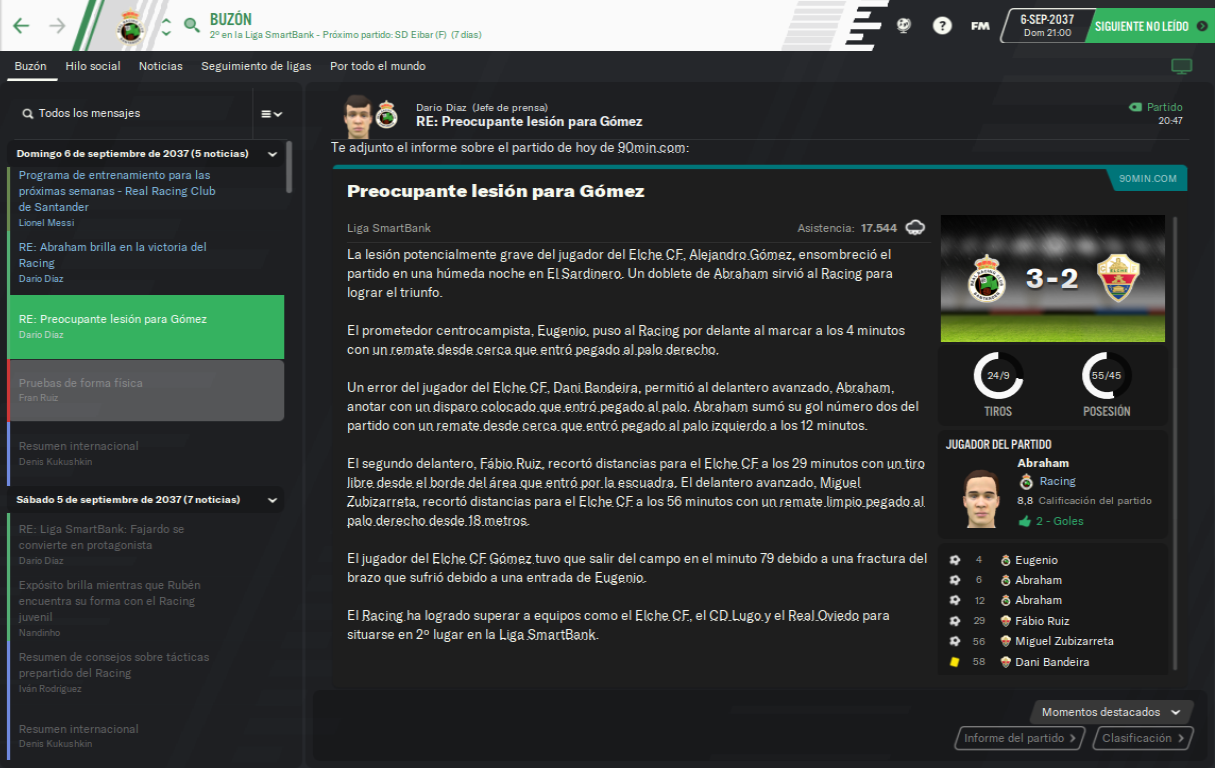 BUZÓN
2º en la Liga SmartBank - Próximo partido: SD Eibar (F) (7 días)
?
FM
6-SEP-2037
Dom 21:00
SIGUIENTE NO LEÍDO
Buzón
Hilo social
Noticias
Seguimiento de ligas
Por todo el mundo
Todos los mensajes
Domingo 6 de septiembre de 2037 (5 noticias)
Programa de entrenamiento para las
próximas semanas - Real Racing Club
de Santander
Lionel Messi
RE: Abraham brilla en la victoria del
Racing
Darío Díaz
RE: Preocupante lesión para Gómez
Darío Díaz
Pruebas de forma física
Fran Ruiz
Resumen internacional
Denis Kukushkin
Sábado 5 de septiembre de 2037 (7 noticias)
RE: Liga SmartBank: Fajardo se
convierte en protagonista
Darío Díaz
Expósito brilla mientras que Rubén
encuentra su forma con el Racing
juvenil
Nandinho
Resumen de consejos sobre tácticas
prepartido del Racing
Iván Rodríguez
Resumen internacional
Denis Kukushkin
Darío Díaz (Jefe de prensa)
RE: Preocupante lesión para Gómez
Partido
20:47
Te adjunto el informe sobre el partido de hoy de 90min.com:
90MIN.COM
Preocupante lesión para Gómez
Liga SmartBank
Asistencia: 17.544
La lesión potencialmente grave del jugador del Elche CF, Alejandro Gómez, ensombreció el
partido en una húmeda noche en El Sardinero. Un doblete de Abraham sirvió al Racing para
lograr el triunfo.
El prometedor centrocampista, Eugenio, puso al Racing por delante al marcar a los 4 minutos
con un remate desde cerca que entró pegado al palo derecho.
Un error del jugador del Elche CF, Dani Bandeira, permitió al delantero avanzado, Abraham,
anotar con un disparo colocado que entró pegado al palo. Abraham sumó su gol número dos del
partido con un remate desde cerca que entró pegado al palo izquierdo a los 12 minutos.
El segundo delantero, Fábio Ruiz, recortó distancias para el Elche CF a los 29 minutos con un tiro
libre desde el borde del área que entró por la escuadra. El delantero avanzado, Miguel
Zubizarreta, recortó distancias para el Elche CF a los 56 minutos con un remate limpio pegado al
palo derecho desde 18 metros.
El jugador del Elche CF Gómez tuvo que salir del campo en el minuto 79 debido a una fractura del
brazo que sufrió debido a una entrada de Eugenio.
El Racing ha logrado superar a equipos como el Elche CF, el CD Lugo y el Real Oviedo para
situarse en 2º lugar en la Liga SmartBank.
3-2
24/9
TIROS
55/45
POSESIÓN
JUGADOR DEL PARTIDO
Abraham
Racing
8,8 Calificación del partido
2 - Goles
4 Eugenio
6 Abraham
12 Abraham
29 Fábio Ruiz
56 Miguel Zubizarreta
58 Dani Bandeira
Momentos destacados
Informe del partido
Clasificación